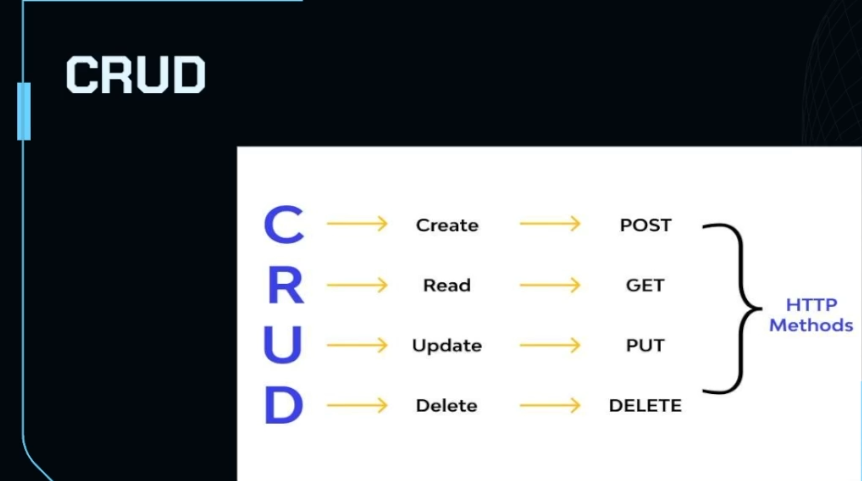 CRUD
C Create POST
R Read GET
U Update PUT
D Delete DELETE
HTTP
Methods